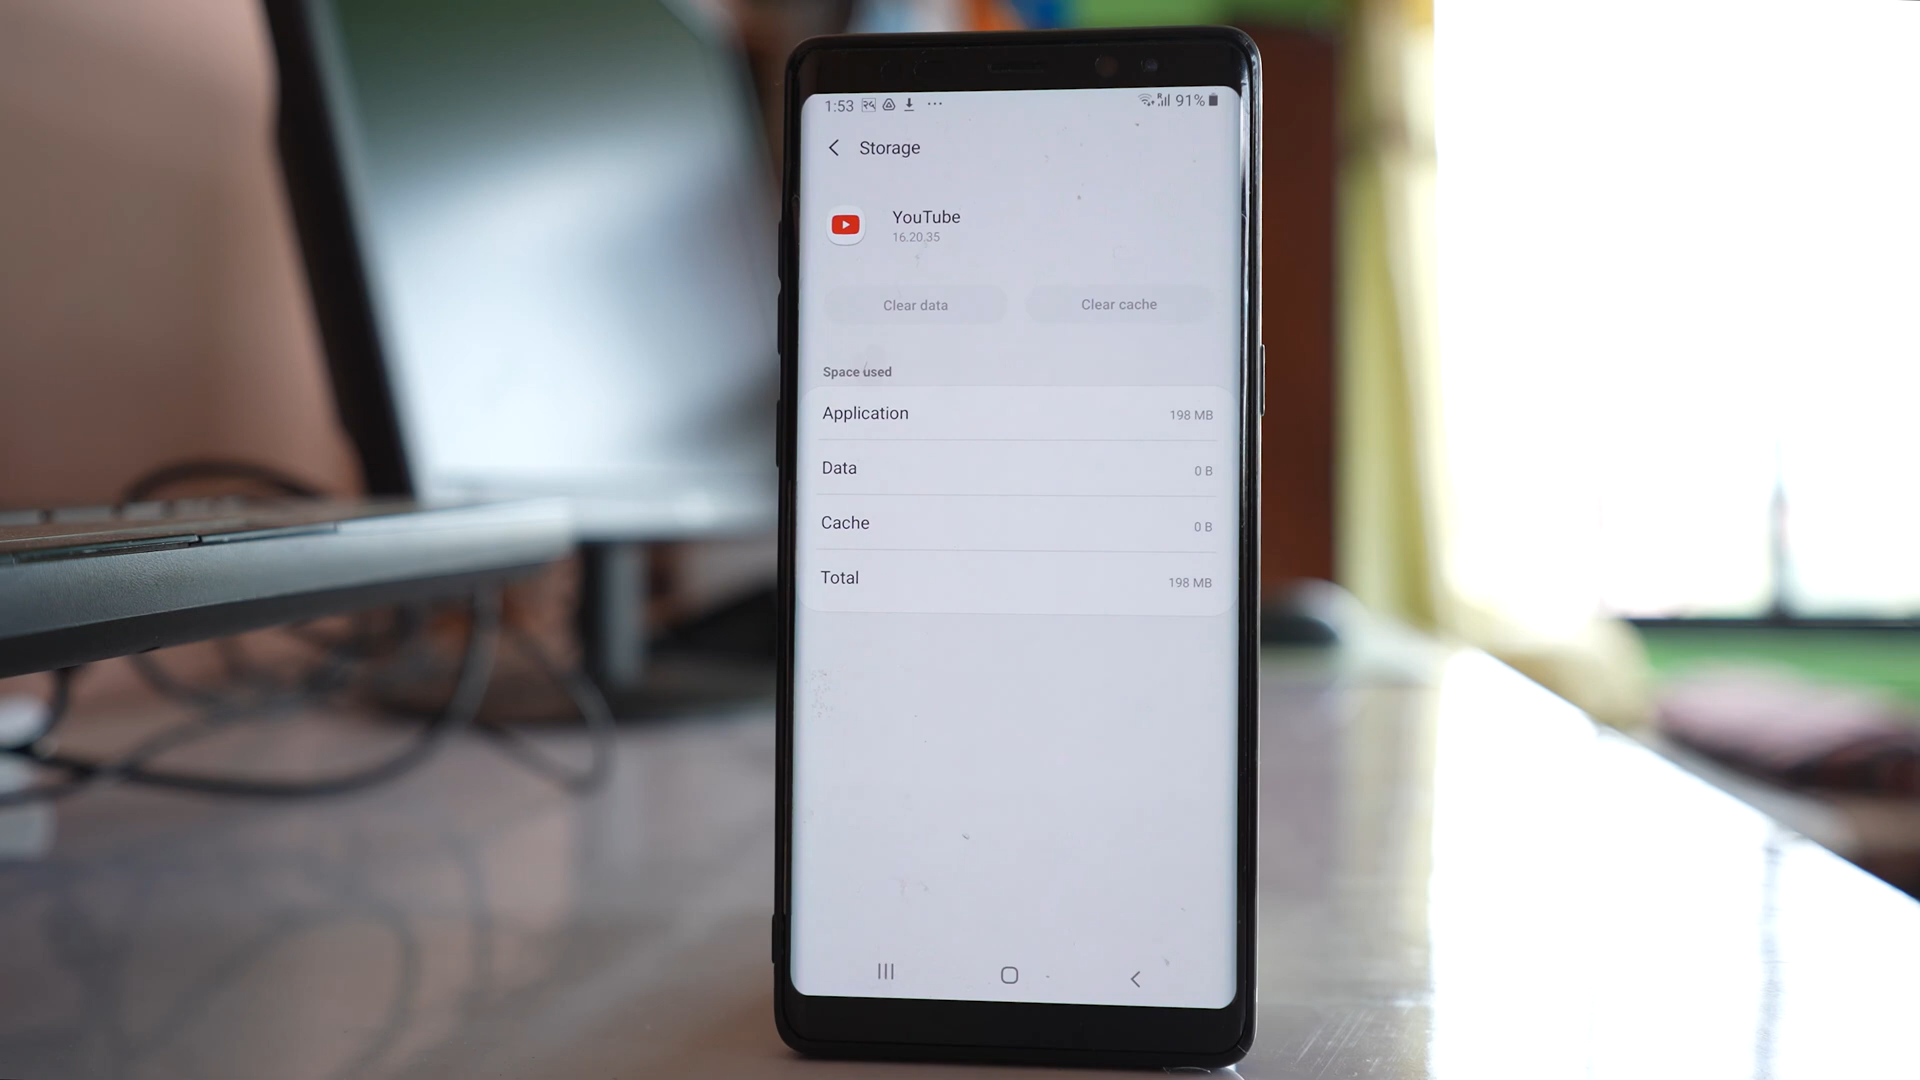 1:53 २५ ... R 91%
Storage
YouTube
16.20.35
Clear data Clear cache
Space used
Application 198 MB
Data 0 B
Cache 0 B
Total 198 MB